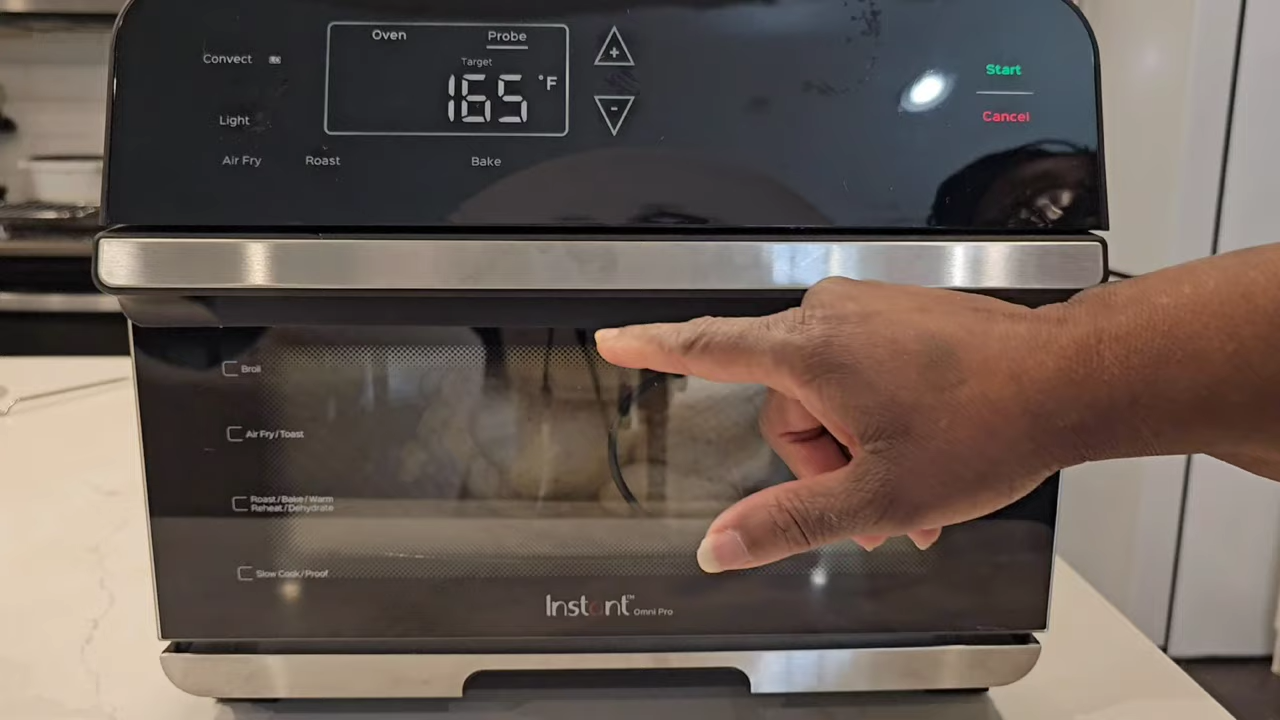 Oven Probe
Target
Convect
165 °F
+
-
Start
Cancel
Light
Air Fry Roast Bake
Broil
Air Fry/Toast
Roast/Bake/Warm
Reheat/Dehydrate
Slow Cook/Proof
Instant™ Omni Pro